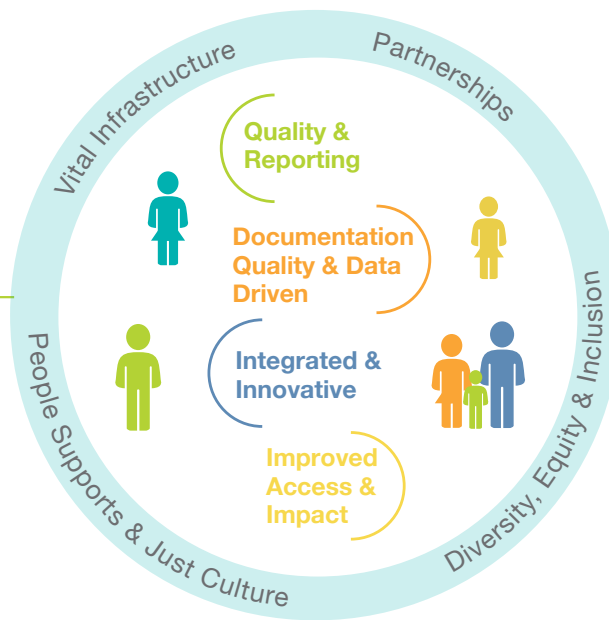 Vital Infrastructure
Partnerships
Quality &
Reporting
Documentation
Quality & Data
Driven
Integrated &
Innovative
Improved
Access &
Impact
People Supports & Just Culture
Diversity, Equity & Inclusion